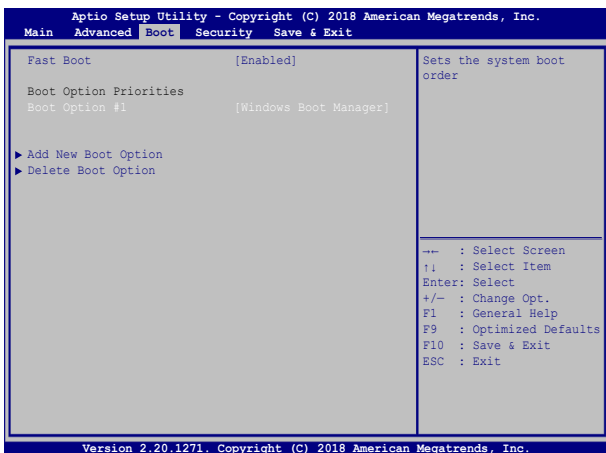 Aptio Setup Utility - Copyright (C) 2018 American Megatrends, Inc.
Main Advanced Boot Security Save & Exit
Fast Boot [Enabled]
Boot Option Priorities
Boot Option #1 [Windows Boot Manager]
▶ Add New Boot Option
▶ Delete Boot Option
Sets the system boot
order
→← : Select Screen
↑↓ : Select Item
Enter: Select
+/— : Change Opt.
F1 : General Help
F9 : Optimized Defaults
F10 : Save & Exit
ESC : Exit
Version 2.20.1271. Copyright (C) 2018 American Megatrends, Inc.